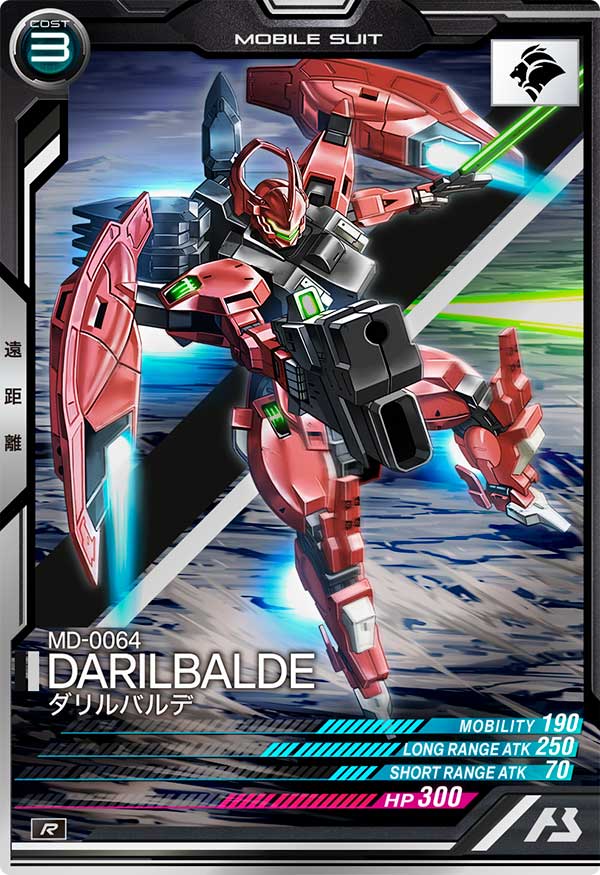 COST
3
MOBILE SUIT
遠距離
MD-0064
DARILBALDE
ダリルバルデ
MOBILITY 190
LONG RANGE ATK 250
SHORT RANGE ATK 70
HP 300
R